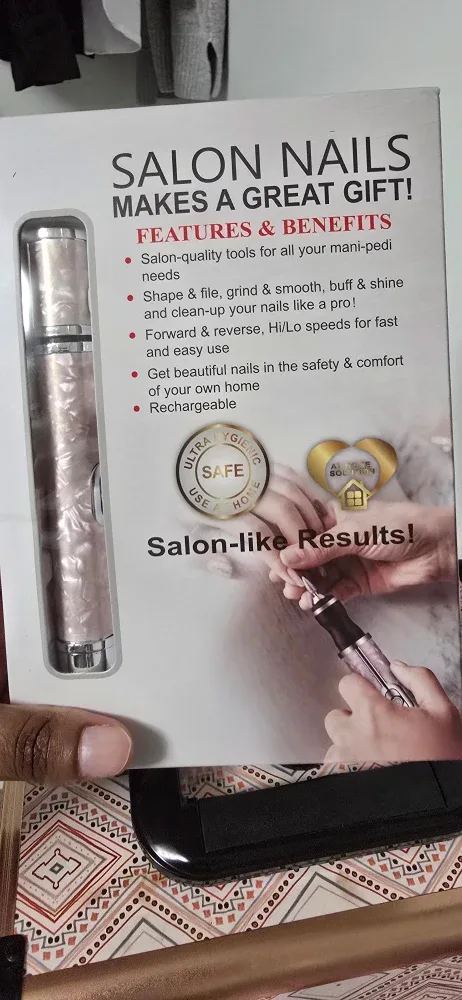 SALON NAILS
MAKES A GREAT GIFT!
FEATURES & BENEFITS
• Salon-quality tools for all your mani-pedi
needs
• Shape & file, grind & smooth, buff & shine
and clean-up your nails like a pro!
• Forward & reverse, Hi/Lo speeds for fast
and easy use
• Get beautiful nails in the safety & comfort
of your own home
• Rechargeable
ULTRA HYGIENIC
SAFE
USE AT HOME
AT HOME
SOLUTION
Salon-like Results!